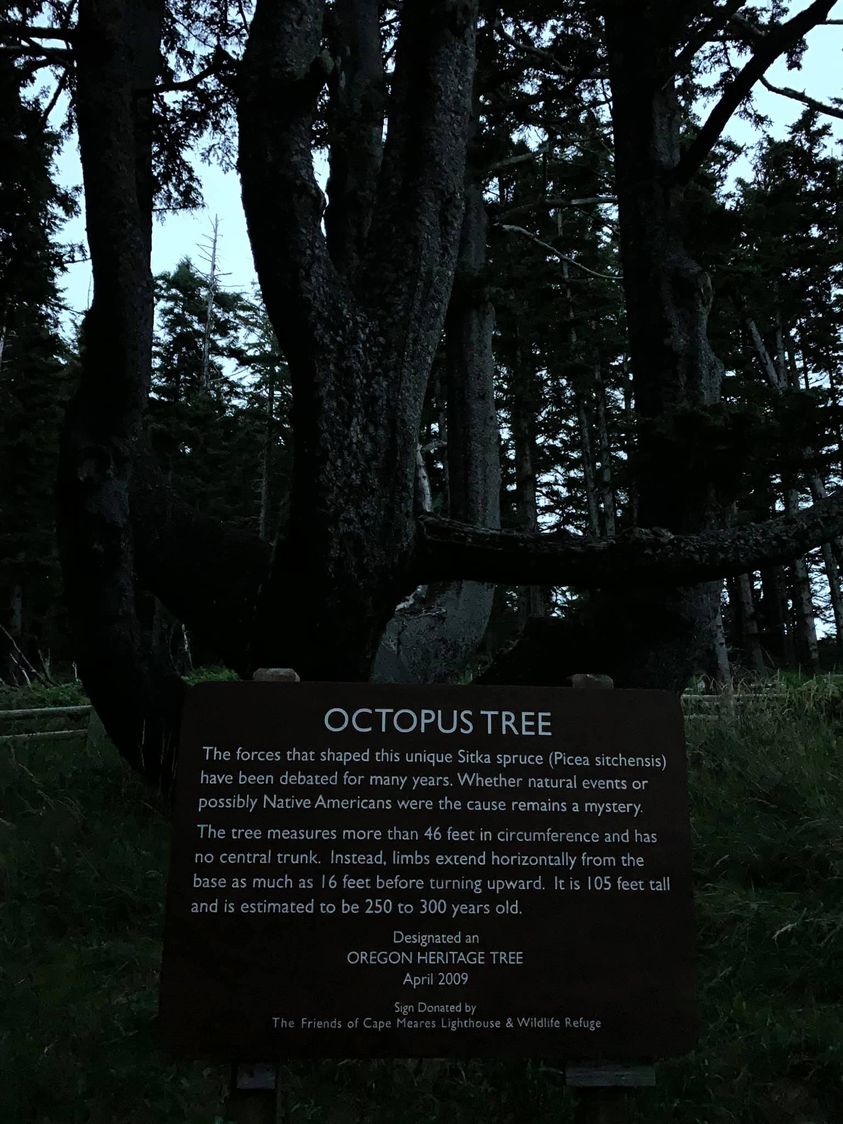 OCTOPUS TREE
The forces that shaped this unique Sitka spruce (Picea sitchensis)
have been debated for many years. Whether natural events or
possibly Native Americans were the cause remains a mystery.
The tree measures more than 46 feet in circumference and has
no central trunk. Instead, limbs extend horizontally from the
base as much as 16 feet before turning upward. It is 105 feet tall
and is estimated to be 250 to 300 years old.
Designated an
OREGON HERITAGE TREE
April 2009
Sign Donated by
The Friends of Cape Meares Lighthouse & Wildlife Refuge